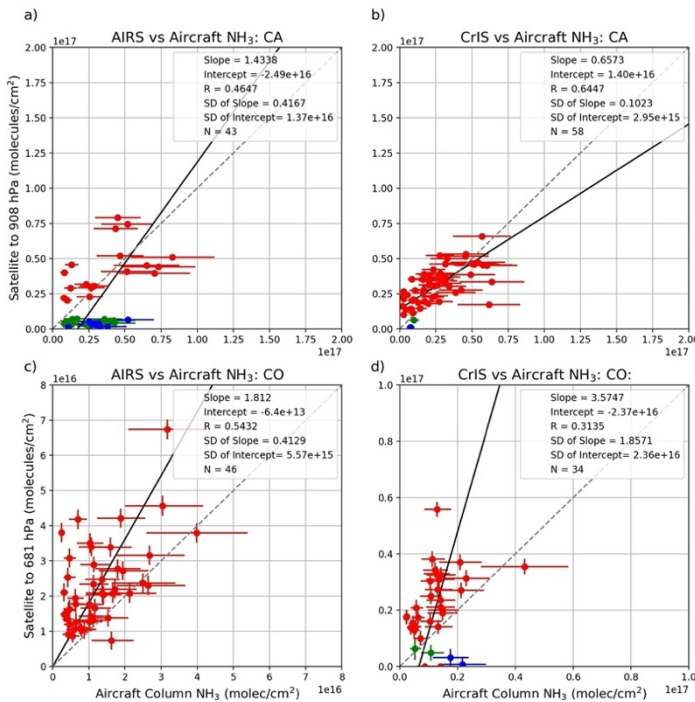 a)
AIRS vs Aircraft NH₃: CA
Slope = 1.4338
Intercept = -2.49e+16
R = 0.4647
SD of Slope = 0.4167
SD of Intercept= 1.37e+16
N = 43
Satellite to 908 hPa (molecules/cm²)
2.00
1.75
1.50
1.25
1.00
0.75
0.50
0.25
0.00
1e17
0.00 0.25 0.50 0.75 1.00 1.25 1.50 1.75 2.00
1e17
b)
CrIS vs Aircraft NH₃: CA
Slope = 0.6573
Intercept = 1.40e+16
R = 0.6447
SD of Slope = 0.1023
SD of Intercept= 2.95e+15
N = 58
2.00
1.75
1.50
1.25
1.00
0.75
0.50
0.25
0.00
1e17
0.00 0.25 0.50 0.75 1.00 1.25 1.50 1.75 2.00
1e17
c)
AIRS vs Aircraft NH₃: CO
Slope = 1.812
Intercept = -6.4e+13
R = 0.5432
SD of Slope = 0.4129
SD of Intercept= 5.57e+15
N = 46
Satellite to 681 hPa (molecules/cm²)
8
7
6
5
4
3
2
1
0
1e16
0 1 2 3 4 5 6 7 8
1e16
Aircraft Column NH₃ (molec/cm²)
d)
CrIS vs Aircraft NH₃: CO:
Slope = 3.5747
Intercept = -2.37e+16
R = 0.3135
SD of Slope = 1.8571
SD of Intercept= 2.36e+16
N = 34
1.0
0.8
0.6
0.4
0.2
0.0
1e17
0.0 0.2 0.4 0.6 0.8 1.0
1e17
Aircraft Column NH₃ (molec/cm²)